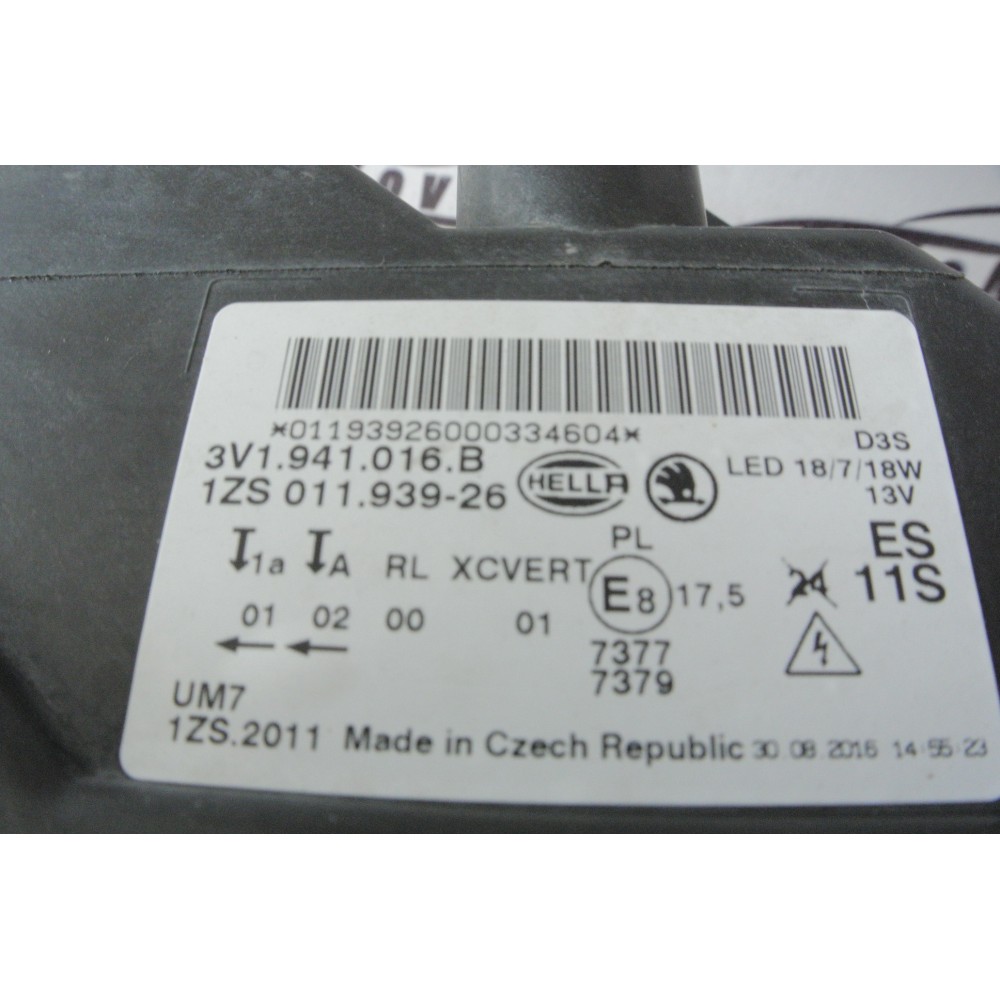 OV
*01193926000334604*
3V1.941.016.B
1ZS 011.939-26
HELLA
D3S
LED 18/7/18W
13V
PL
ES
11S
1a A RL XCVERT E8 17,5 24
01 02 00 01
7377
7379
UM7
1ZS.2011 Made in Czech Republic 30 08 2016 14:55:23